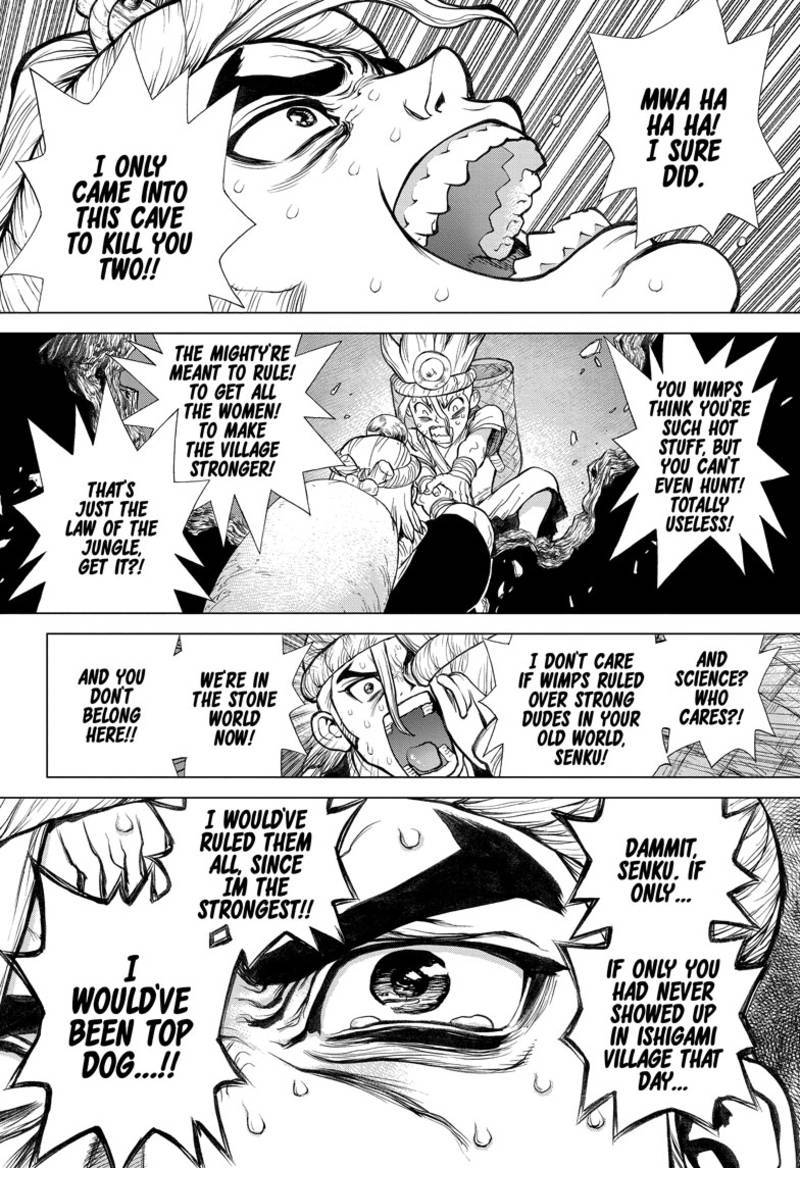 MWA HA
HA HA!
I SURE
DID.
I ONLY
CAME INTO
THIS CAVE
TO KILL YOU
TWO!!
YOU WIMPS
THINK YOU'RE
SUCH HOT
STUFF, BUT
YOU CAN'T
EVEN HUNT!
TOTALLY
USELESS!
THE MIGHTY'RE
MEANT TO RULE!
TO GET ALL
THE WOMEN!
TO MAKE
THE VILLAGE
STRONGER!
THAT'S
JUST THE
LAW OF THE
JUNGLE,
GET IT?!
AND
SCIENCE?
WHO
CARES?!
I DON'T CARE
IF WIMPS RULED
OVER STRONG
DUDES IN YOUR
OLD WORLD,
SENKU!
WE'RE IN
THE STONE
WORLD
NOW!
AND YOU
DON'T
BELONG
HERE!!
DAMMIT,
SENKU. IF
ONLY...
IF ONLY YOU
HAD NEVER
SHOWED UP
IN ISHIGAMI
VILLAGE THAT
DAY...
I WOULD'VE
RULED THEM
ALL, SINCE
IM THE
STRONGEST!!
I
WOULD'VE
BEEN TOP
DOG...!!